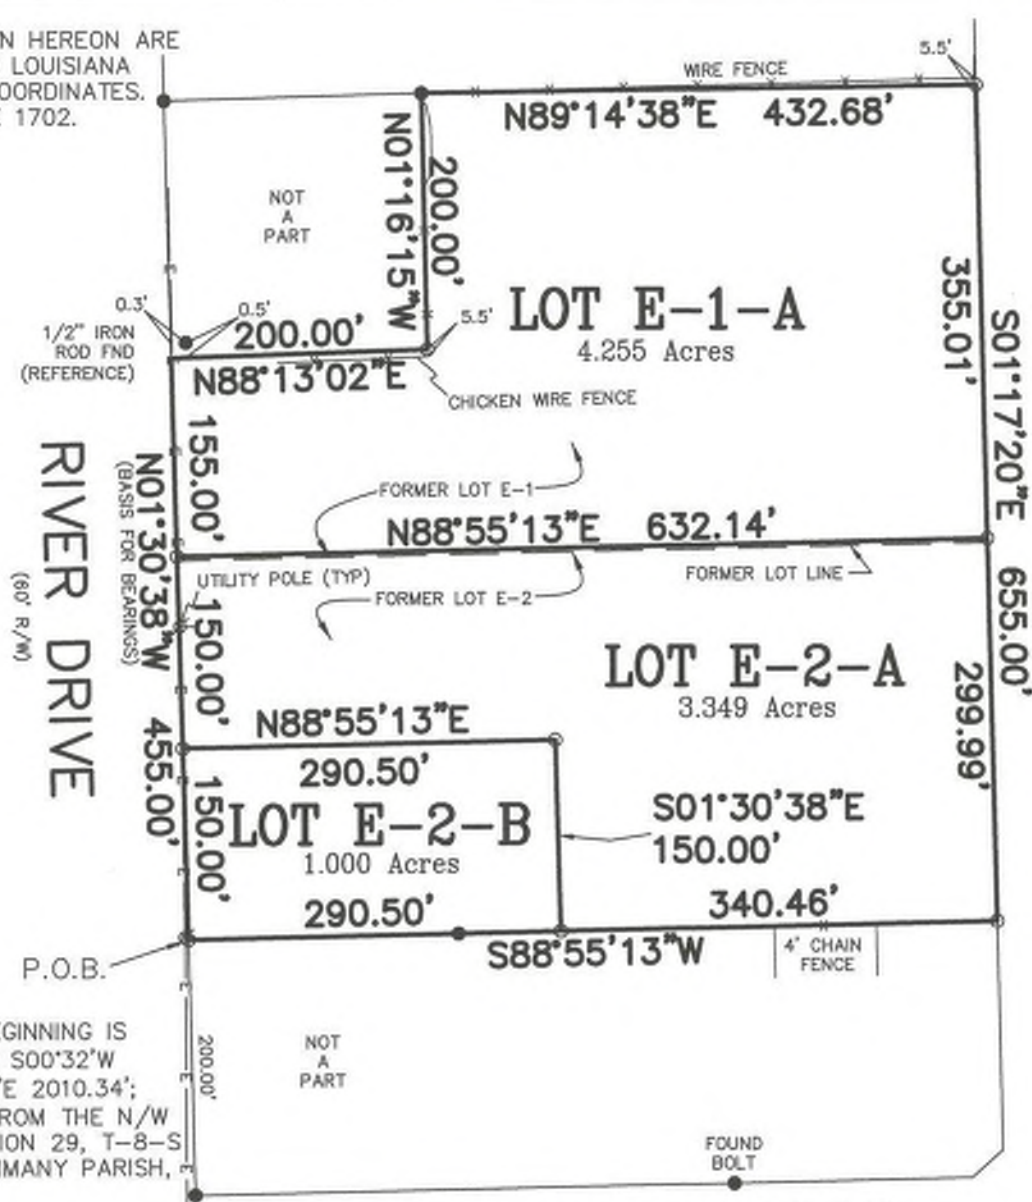 N HEREON ARE
LOUISIANA
OORDINATES.
E 1702.
5.5'
WIRE FENCE
N89°14'38"E 432.68'
N01°16'15"W
200.00'
NOT
A
PART
0.3'
0.5'
1/2" IRON
ROD FND
(REFERENCE)
200.00'
5.5'
N88°13'02"E
CHICKEN WIRE FENCE
LOT E-1-A
4.255 Acres
355.01'
S01°17'20"E
655.00'
155.00'
RIVER DRIVE
(60' R/W)
N01°30'38"W
(BASIS FOR BEARINGS)
455.00'
FORMER LOT E-1
N88°55'13"E 632.14'
UTILITY POLE (TYP)
FORMER LOT E-2
FORMER LOT LINE
150.00'
LOT E-2-A
3.349 Acres
299.99'
N88°55'13"E
290.50'
150.00'
LOT E-2-B
1.000 Acres
290.50'
S01°30'38"E
150.00'
340.46'
S88°55'13"W
4' CHAIN
FENCE
P.O.B.
EGINNING IS
S00°32'W
'E 2010.34';
ROM THE N/W
ION 29, T-8-S
MMANY PARISH,
200.00'
NOT
A
PART
FOUND
BOLT
E
E
E
E
E
E
E
E
E
E